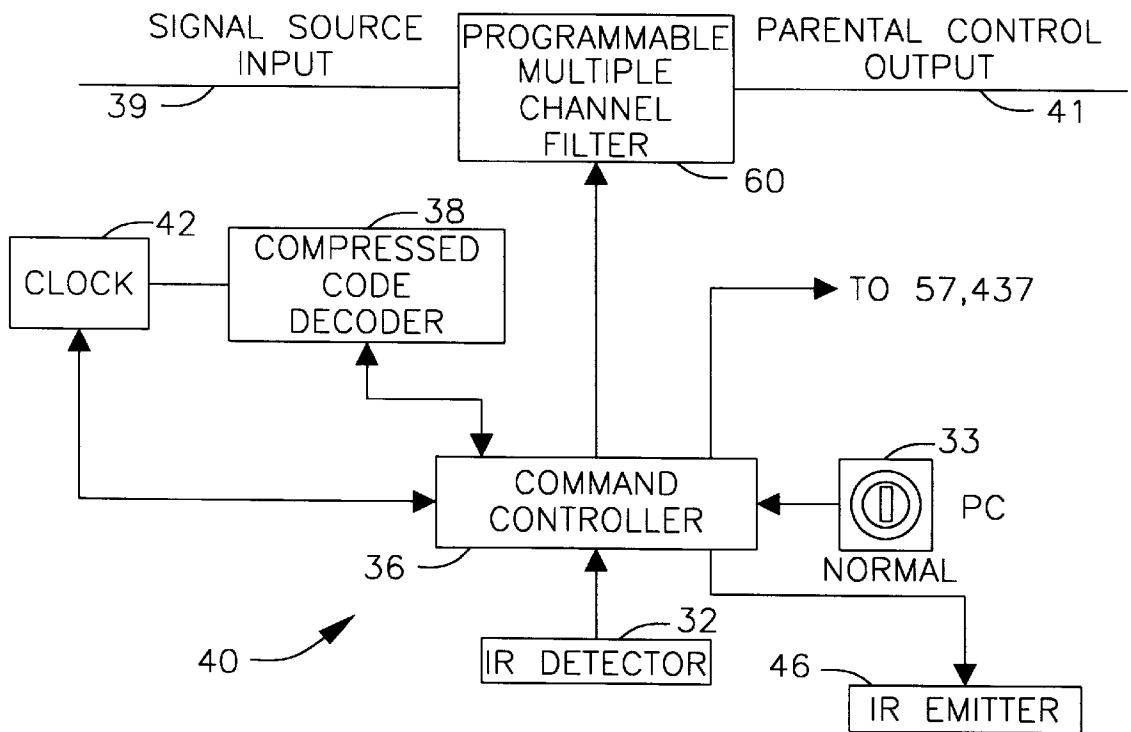 SIGNAL SOURCE
INPUT
39
PROGRAMMABLE
MULTIPLE
CHANNEL
FILTER
60
PARENTAL CONTROL
OUTPUT
41
42
CLOCK
38
COMPRESSED
CODE
DECODER
TO 57,437
COMMAND
CONTROLLER
36
33
PC
NORMAL
40
32
IR DETECTOR
46
IR EMITTER